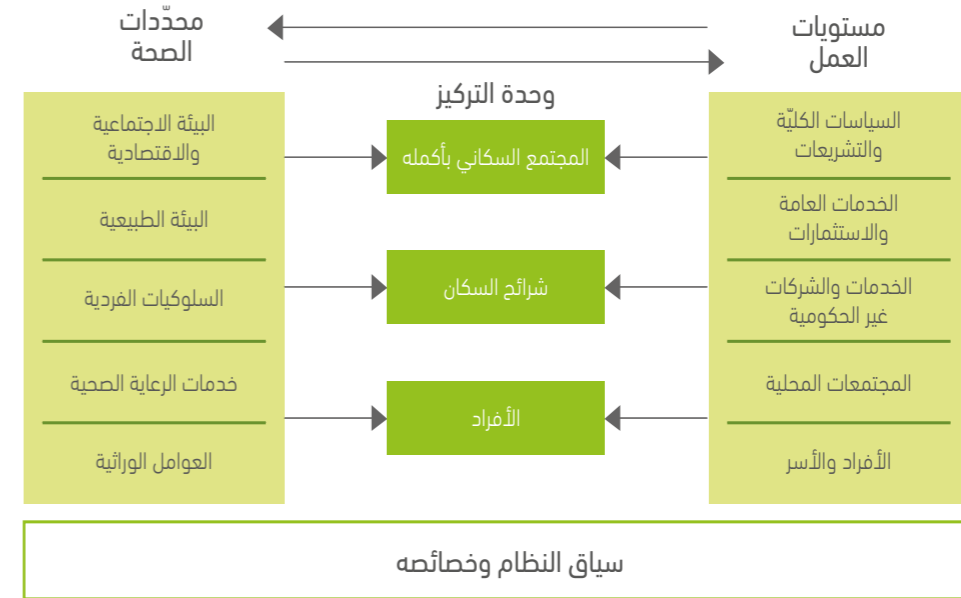 مستويات
العمل
السياسات الكليّة
والتشريعات
الخدمات العامة
والاستثمارات
الخدمات والشركات
غير الحكومية
المجتمعات المحلية
الأفراد والأسر
وحدة التركيز
المجتمع السكاني بأكمله
شرائح السكان
الأفراد
محدّدات
الصحة
البيئة الاجتماعية
والاقتصادية
البيئة الطبيعية
السلوكيات الفردية
خدمات الرعاية الصحية
العوامل الوراثية
سياق النظام وخصائصه